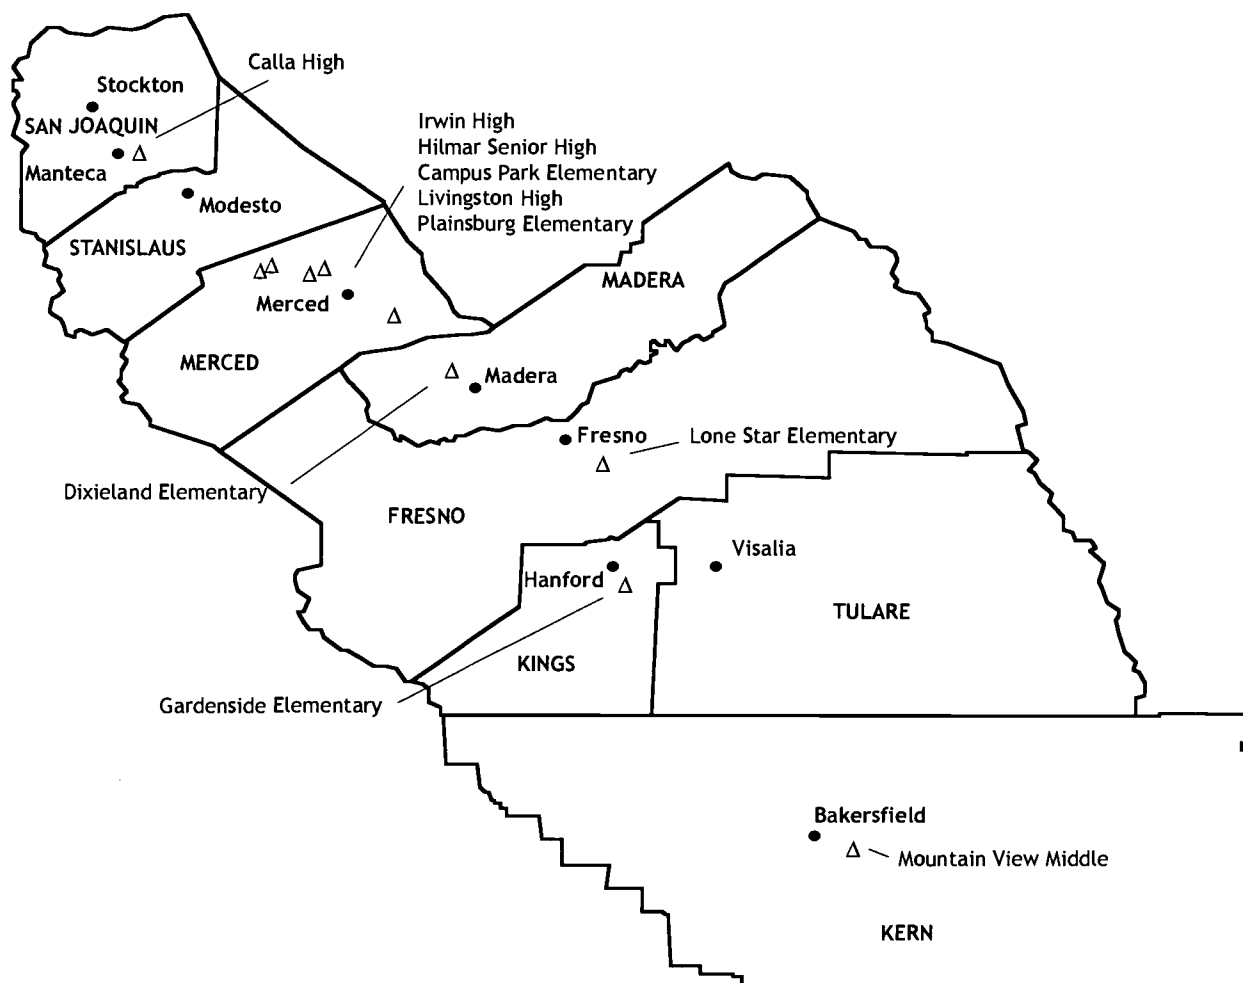 Calla High
Stockton
SAN JOAQUIN
Manteca
Irwin High
Hilmar Senior High
Campus Park Elementary
Livingston High
Plainsburg Elementary
Modesto
STANISLAUS
MADERA
Merced
MERCED
Madera
Fresno
Lone Star Elementary
Dixieland Elementary
FRESNO
Visalia
Hanford
TULARE
KINGS
Gardenside Elementary
Bakersfield
Mountain View Middle
KERN